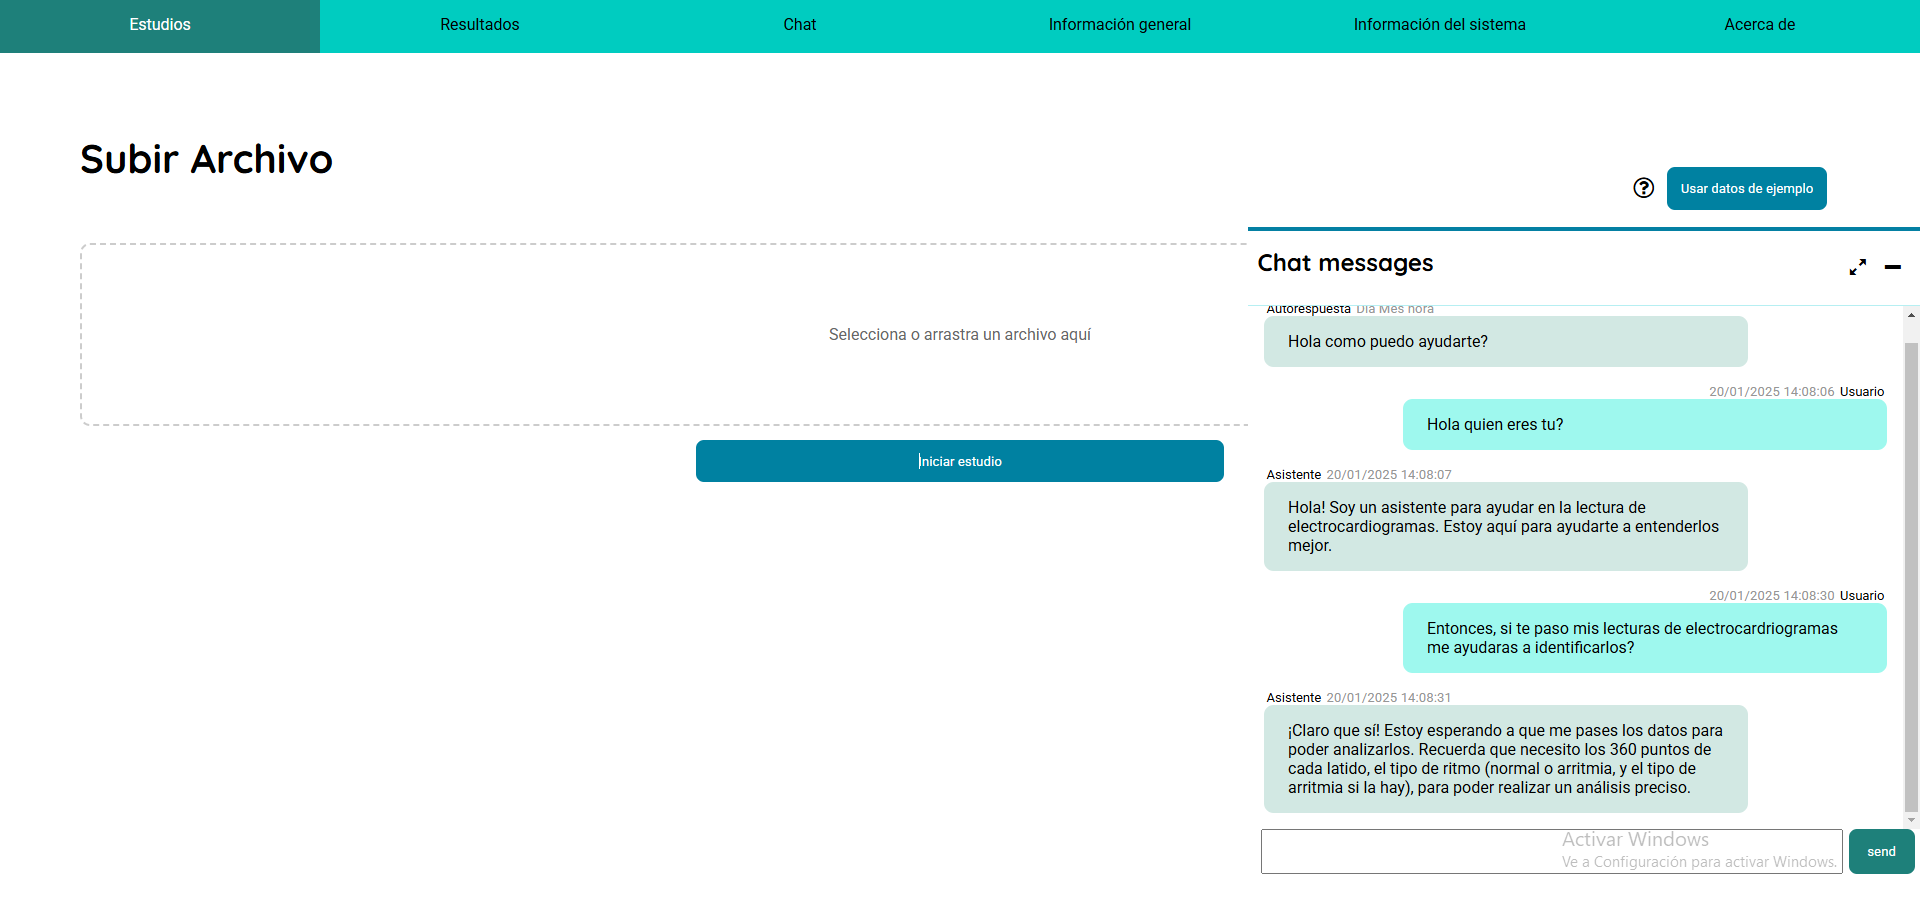 Estudios
Resultados
Chat
Información general
Información del sistema
Acerca de
Subir Archivo
Usar datos de ejemplo
Selecciona o arrastra un archivo aquí
Iniciar estudio
Chat messages
Autorespuesta Dia Mes hora
Hola como puedo ayudarte?
20/01/2025 14:08:06 Usuario
Hola quien eres tu?
Asistente 20/01/2025 14:08:07
Hola! Soy un asistente para ayudar en la lectura de
electrocardiogramas. Estoy aquí para ayudarte a entenderlos
mejor.
20/01/2025 14:08:30 Usuario
Entonces, si te paso mis lecturas de electrocardriogramas
me ayudaras a identificarlos?
Asistente 20/01/2025 14:08:31
¡Claro que sí! Estoy esperando a que me pases los datos para
poder analizarlos. Recuerda que necesito los 360 puntos de
cada latido, el tipo de ritmo (normal o arritmia, y el tipo de
arritmia si la hay), para poder realizar un análisis preciso.
Activar Windows
Ve a Configuración para activar Windows.
send